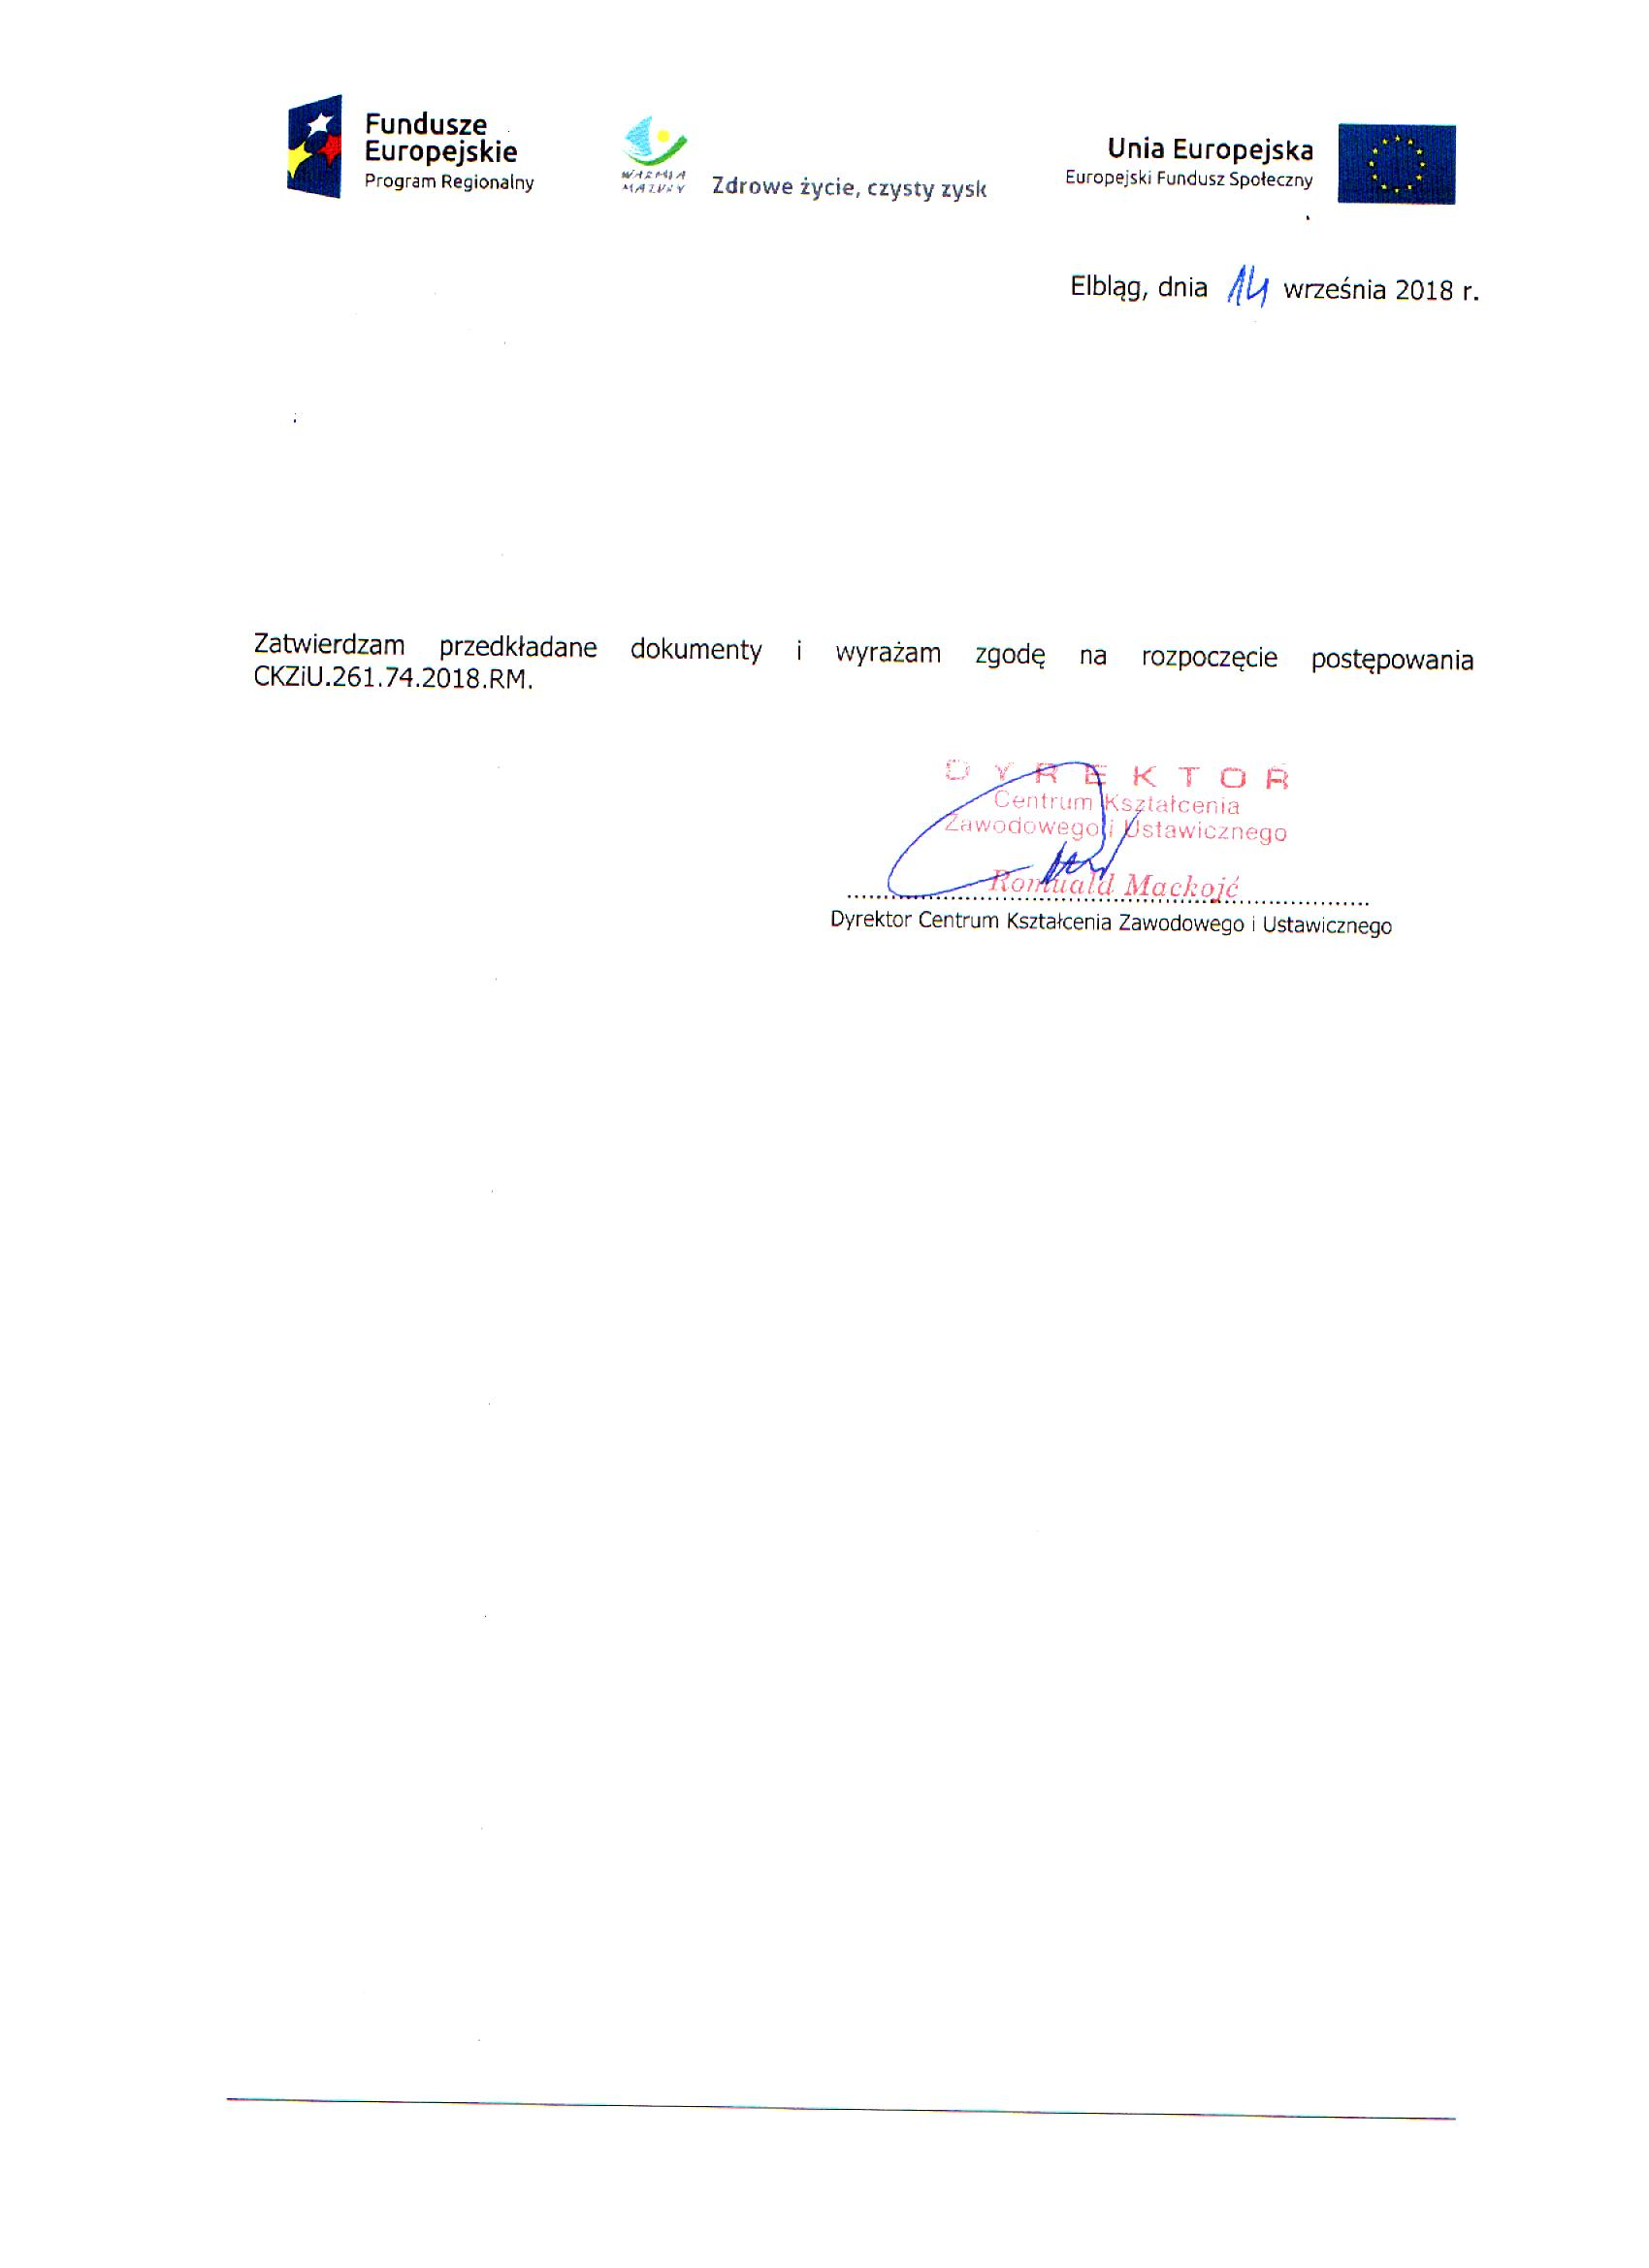 Fundusze
Europejskie
Program Regionalny
WARMIA
MAZURY
Zdrowe życie, czysty zysk
Unia Europejska
Europejski Fundusz Społeczny
Elbląg, dnia 14 września 2018 r.
Zatwierdzam przedkładane dokumenty i wyrażam zgodę na rozpoczęcie postępowania
CKZiU.261.74.2018.RM.
DYREKTOR
Centrum Kształcenia
Zawodowego i Ustawicznego
Romuald Mackojć
Dyrektor Centrum Kształcenia Zawodowego i Ustawicznego